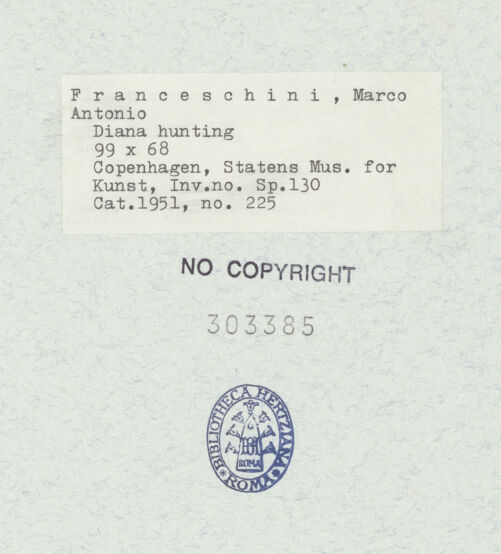 F r a n c e s c h i n i , Marco
Antonio
Diana hunting
99 x 68
Copenhagen, Statens Mus. for
Kunst, Inv.no. Sp.130
Cat.1951, no. 225
NO COPYRIGHT
303385
BIBLIOTHECA HERTZIANA
ROMA
ROMA